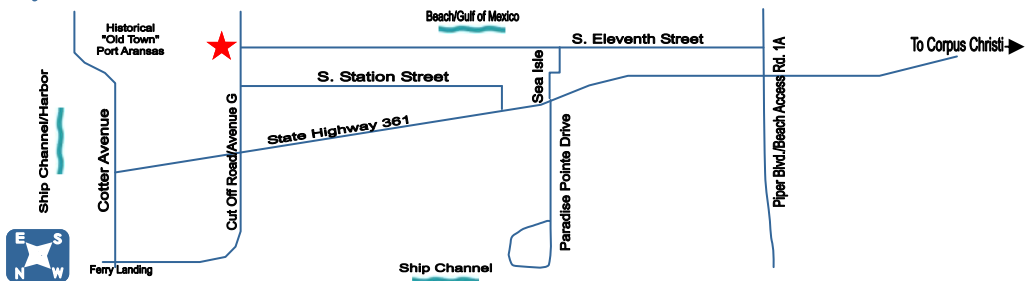 Beach/Gulf of Mexico
Historical
"Old Town"
Port Aransas
S. Eleventh Street
To Corpus Christi
S. Station Street
Sea Isle
Piper Blvd./Beach Access Rd. 1A
Ship Channel/Harbor
Cotter Avenue
Cut Off Road/Avenue G
State Highway 361
Paradise Pointe Drive
E S
N W
Ferry Landing
Ship Channel